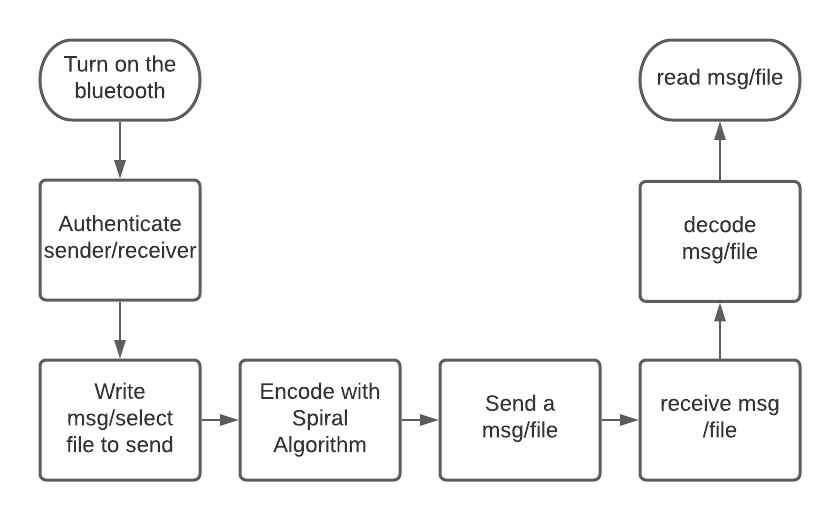 Turn on the
bluetooth
Authenticate
sender/receiver
Write
msg/select
file to send
Encode with
Spiral
Algorithm
Send a
msg/file
receive msg
/file
decode
msg/file
read msg/file